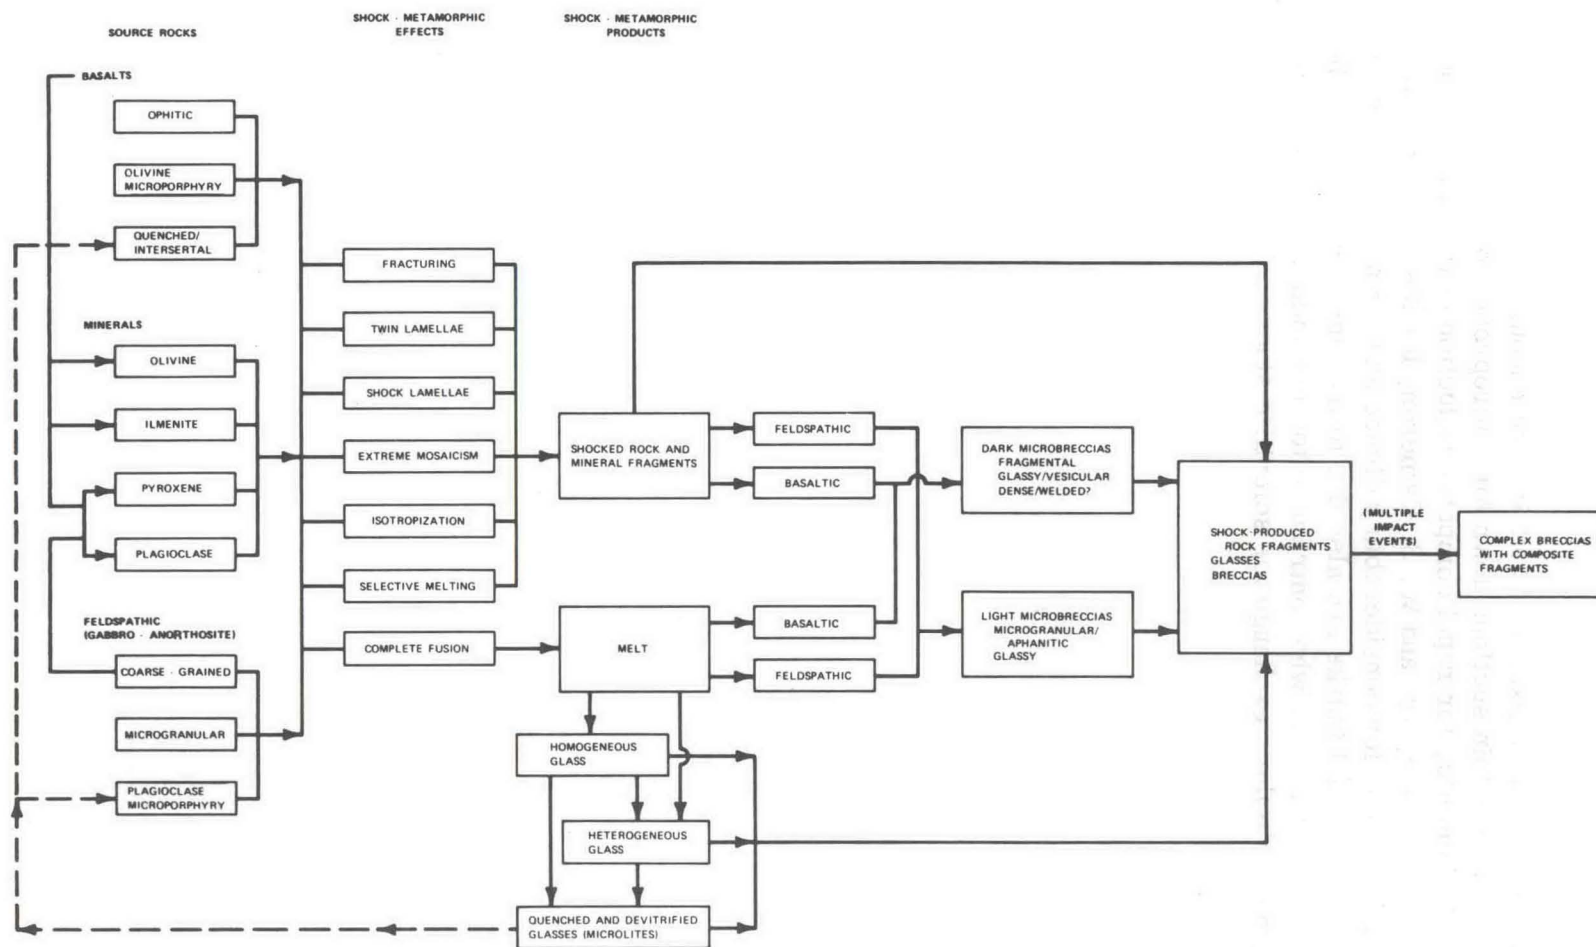 SOURCE ROCKS
SHOCK - METAMORPHIC
EFFECTS
SHOCK - METAMORPHIC
PRODUCTS
BASALTS
OPHITIC
OLIVINE
MICROPORPHYRY
QUENCHED/
INTERSERTAL
MINERALS
OLIVINE
ILMENITE
PYROXENE
PLAGIOCLASE
FELDSPATHIC
(GABBRO - ANORTHOSITE)
COARSE - GRAINED
MICROGRANULAR
PLAGIOCLASE
MICROPORPHYRY
FRACTURING
TWIN LAMELLAE
SHOCK LAMELLAE
EXTREME MOSAICISM
ISOTROPIZATION
SELECTIVE MELTING
COMPLETE FUSION
SHOCKED ROCK AND
MINERAL FRAGMENTS
MELT
HOMOGENEOUS
GLASS
HETEROGENEOUS
GLASS
QUENCHED AND DEVITRIFIED
GLASSES (MICROLITES)
FELDSPATHIC
BASALTIC
BASALTIC
FELDSPATHIC
DARK MICROBRECCIAS
FRAGMENTAL
GLASSY/VESICULAR
DENSE/WELDED?
LIGHT MICROBRECCIAS
MICROGRANULAR/
APHANITIC
GLASSY
SHOCK-PRODUCED
ROCK FRAGMENTS
GLASSES
BRECCIAS
(MULTIPLE
IMPACT
EVENTS)
COMPLEX BRECCIAS
WITH COMPOSITE
FRAGMENTS